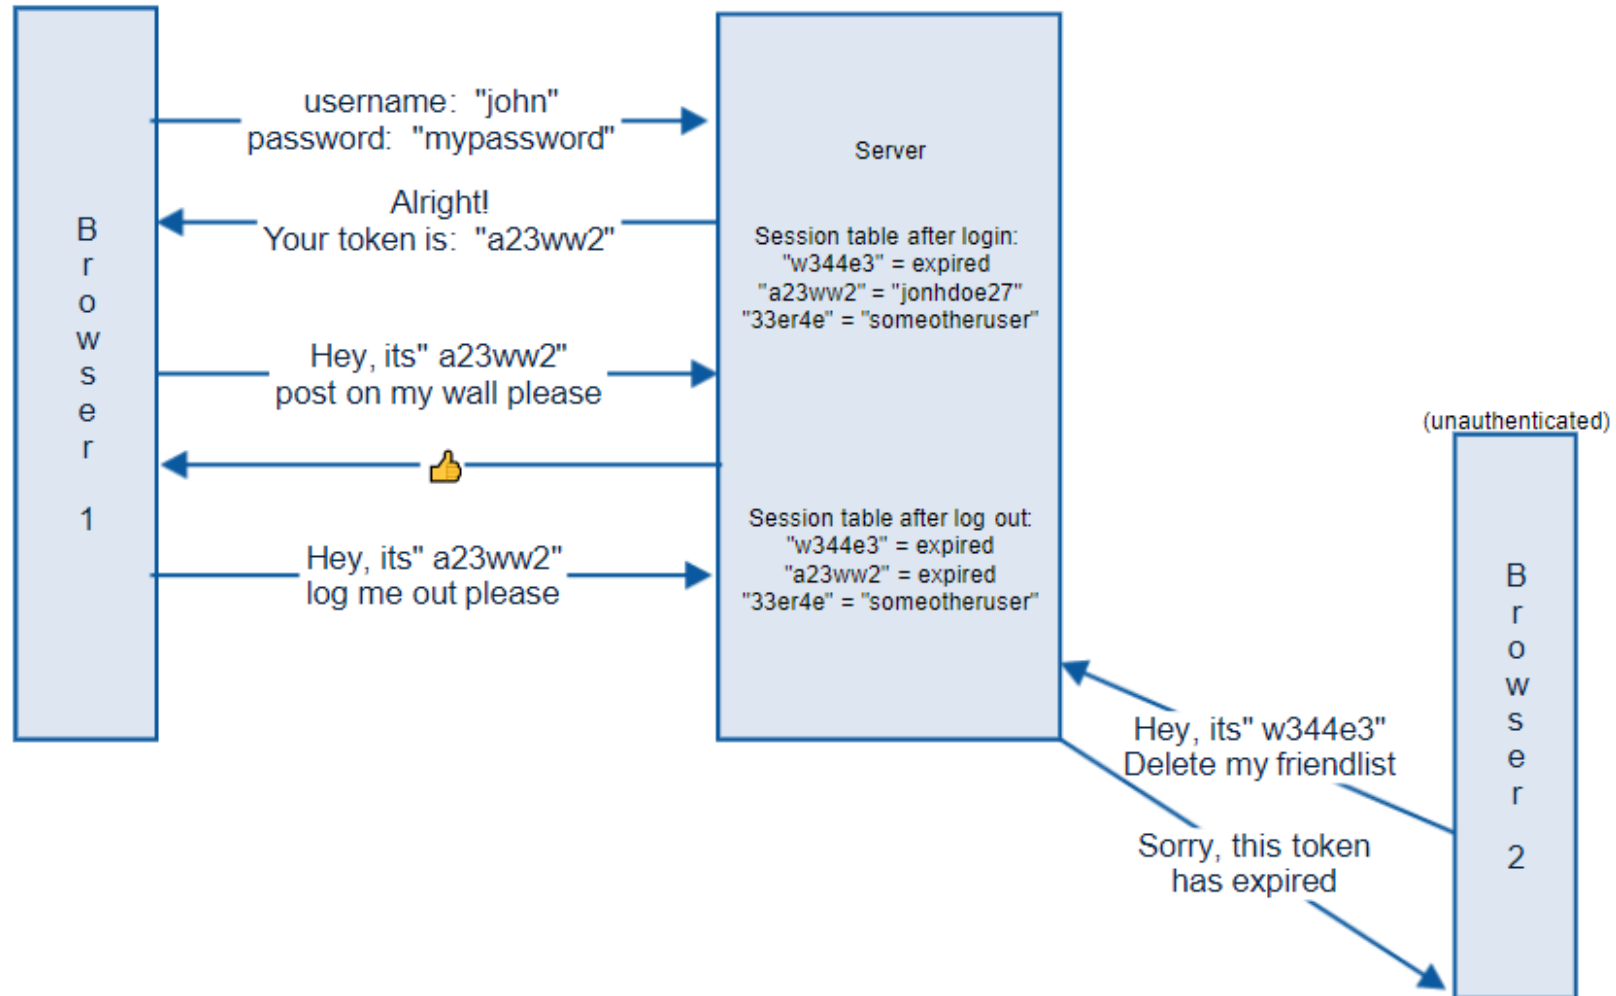 username: "john"
password: "mypassword"
Alright!
Your token is: "a23ww2"
Hey, its" a23ww2"
post on my wall please
👍
Hey, its" a23ww2"
log me out please
Browser 1
Server
Session table after login:
"w344e3" = expired
"a23ww2" = "jonhdoe27"
"33er4e" = "someotheruser"
Session table after log out:
"w344e3" = expired
"a23ww2" = expired
"33er4e" = "someotheruser"
(unauthenticated)
Browser 2
Hey, its" w344e3"
Delete my friendlist
Sorry, this token
has expired